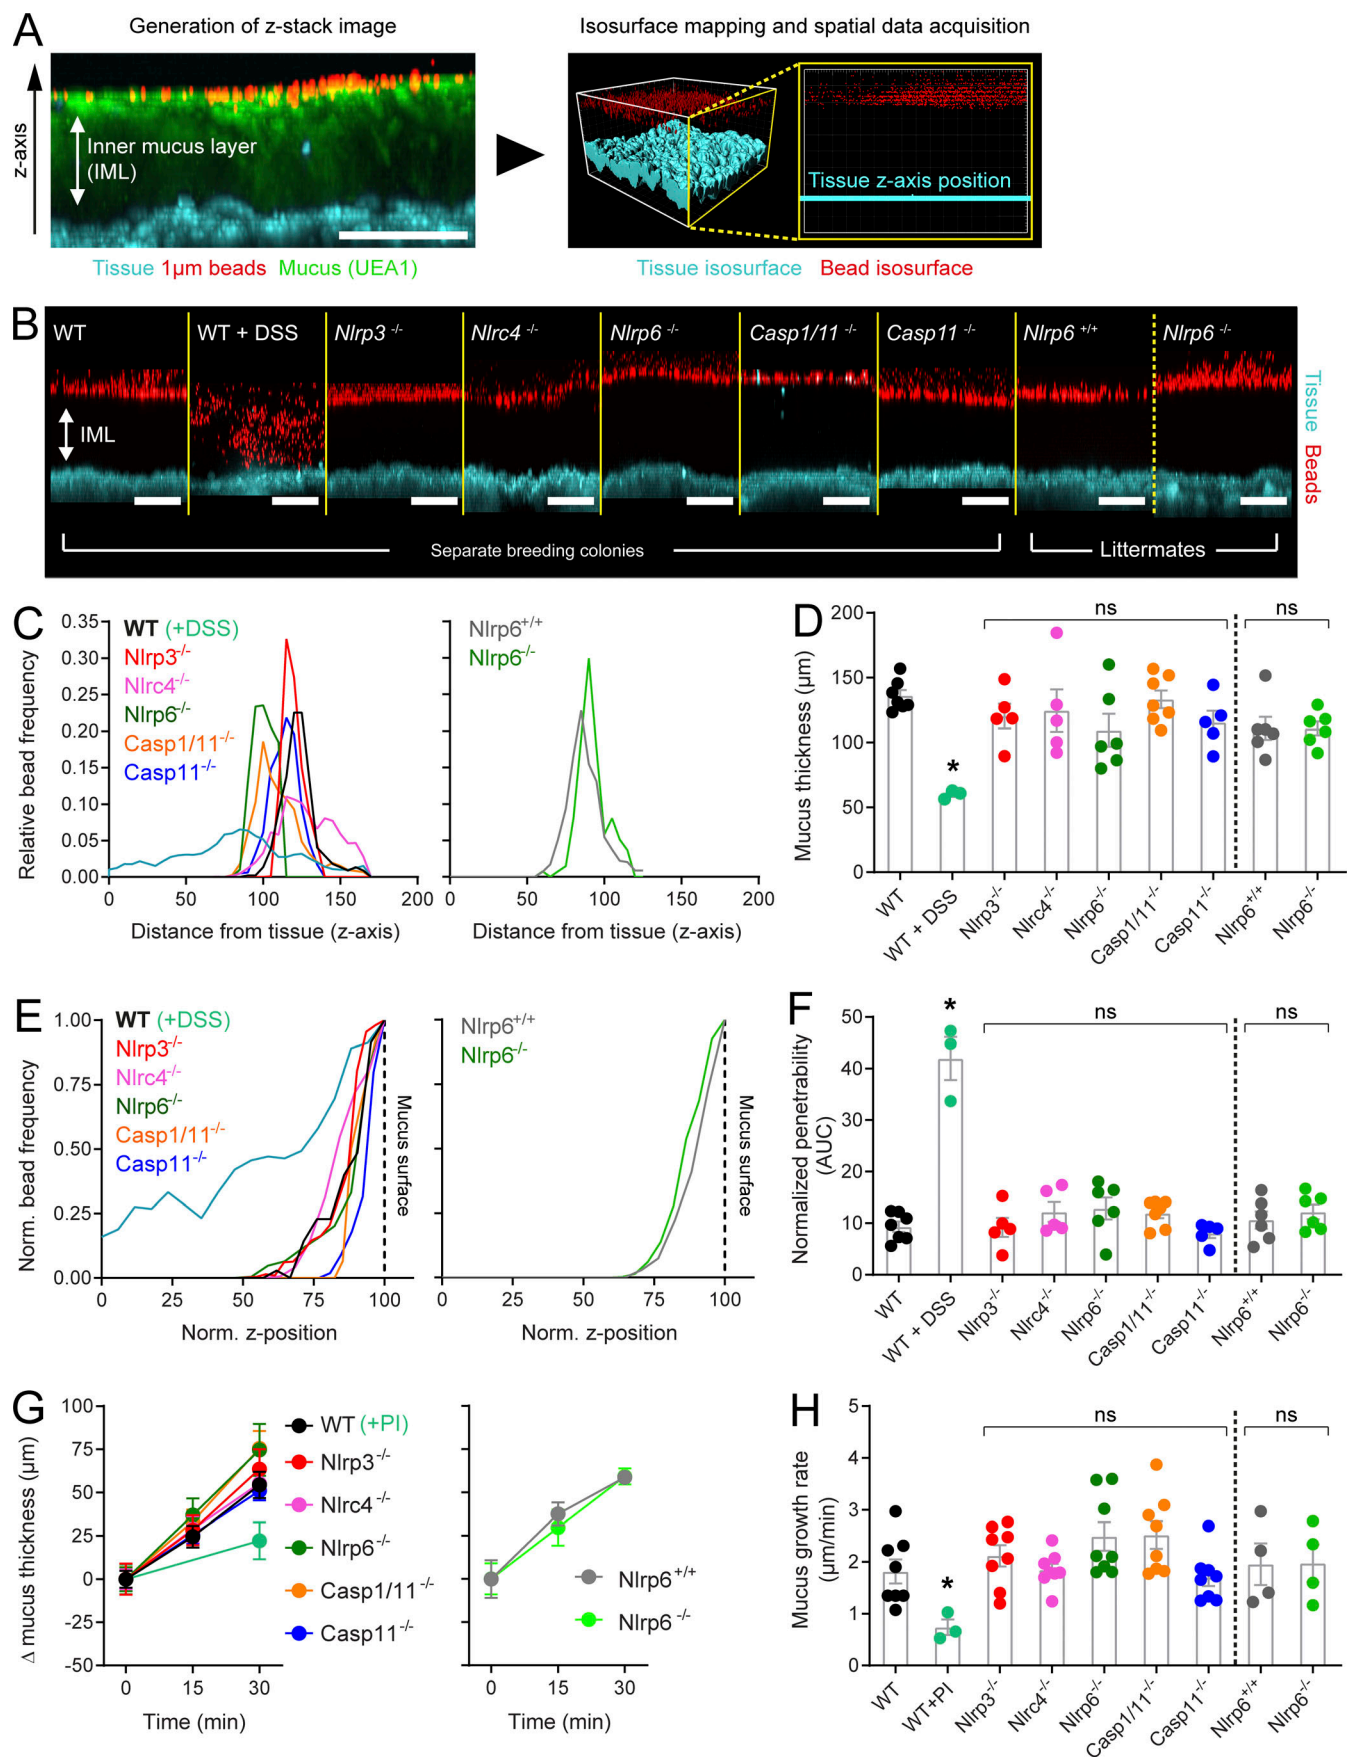 A
Generation of z-stack image
Isosurface mapping and spatial data acquisition
z-axis
Inner mucus layer
(IML)
Tissue z-axis position
Tissue 1µm beads Mucus (UEA1)
Tissue isosurface Bead isosurface
B
WT
WT + DSS
Nlrp3 -/-
Nlrc4 -/-
Nlrp6 -/-
Casp1/11 -/-
Casp11 -/-
Nlrp6 +/+
Nlrp6 -/-
IML
Tissue Beads
Separate breeding colonies
Littermates
C
Relative bead frequency
0.35
0.30
0.25
0.20
0.15
0.10
0.05
0.00
WT (+DSS)
Nlrp3-/-
Nlrc4-/-
Nlrp6-/-
Casp1/11-/-
Casp11-/-
0 50 100 150 200
Distance from tissue (z-axis)
Nlrp6+/+
Nlrp6-/-
0 50 100 150 200
Distance from tissue (z-axis)
D
Mucus thickness (µm)
200
150
100
50
0
ns
ns
*
WT
WT + DSS
Nlrp3-/-
Nlrc4-/-
Nlrp6-/-
Casp1/11-/-
Casp11-/-
Nlrp6+/+
Nlrp6-/-
E
Norm. bead frequency
1.00
0.75
0.50
0.25
0.00
WT (+DSS)
Nlrp3-/-
Nlrc4-/-
Nlrp6-/-
Casp1/11-/-
Casp11-/-
Mucus surface
0 25 50 75 100
Norm. z-position
Nlrp6+/+
Nlrp6-/-
Mucus surface
0 25 50 75 100
Norm. z-position
F
Normalized penetrability
(AUC)
50
40
30
20
10
0
*
ns
ns
WT
WT + DSS
Nlrp3-/-
Nlrc4-/-
Nlrp6-/-
Casp1/11-/-
Casp11-/-
Nlrp6+/+
Nlrp6-/-
G
Δ mucus thickness (µm)
100
75
50
25
0
-25
-50
WT (+PI)
Nlrp3 -/-
Nlrc4 -/-
Nlrp6 -/-
Casp1/11 -/-
Casp11 -/-
0 15 30
Time (min)
Nlrp6+/+
Nlrp6 -/-
0 15 30
Time (min)
H
Mucus growth rate
(µm/min)
5
4
3
2
1
0
ns
ns
*
WT
WT+PI
Nlrp3-/-
Nlrc4-/-
Nlrp6-/-
Casp1/11-/-
Casp11-/-
Nlrp6+/+
Nlrp6-/-